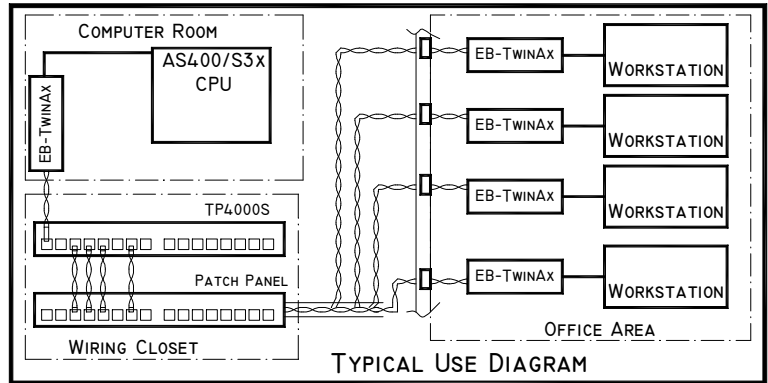 Computer Room
AS400/S3x
CPU
EB-TwinAx
TP4000S
Patch Panel
Wiring Closet
EB-TwinAx
Workstation
EB-TwinAx
Workstation
EB-TwinAx
Workstation
EB-TwinAx
Workstation
Office Area
Typical Use Diagram